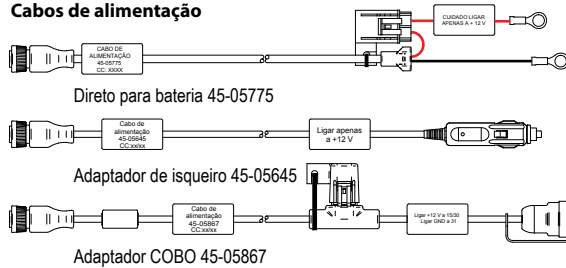 Cabos de alimentação
CUIDADO LIGAR
APENAS A + 12 V
CABO DE
ALIMENTAÇÃO
45-05775
CC: XXXX
Direto para bateria 45-05775
Cabo de
alimentação
45-05645
CC:xx/xx
Ligar apenas
a +12 V
Adaptador de isqueiro 45-05645
Cabo de
alimentação
45-05867
CC:xx/xx
Ligar +12 V a 15/30
Ligar GND a 31
Adaptador COBO 45-05867